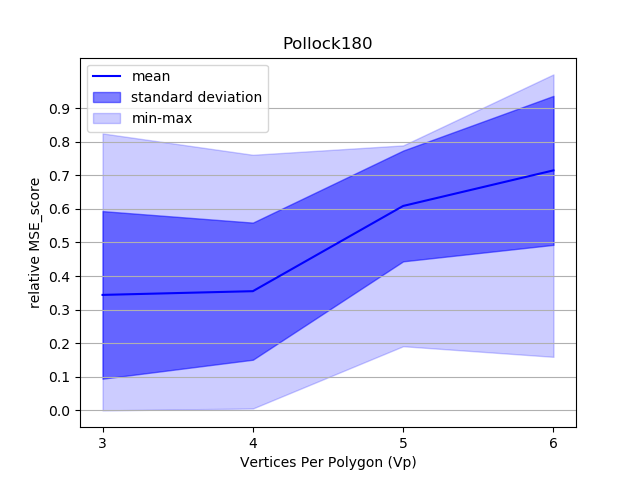 Pollock180
mean
standard deviation
min-max
relative MSE_score
0.9
0.8
0.7
0.6
0.5
0.4
0.3
0.2
0.1
0.0
3 4 5 6
Vertices Per Polygon (Vp)